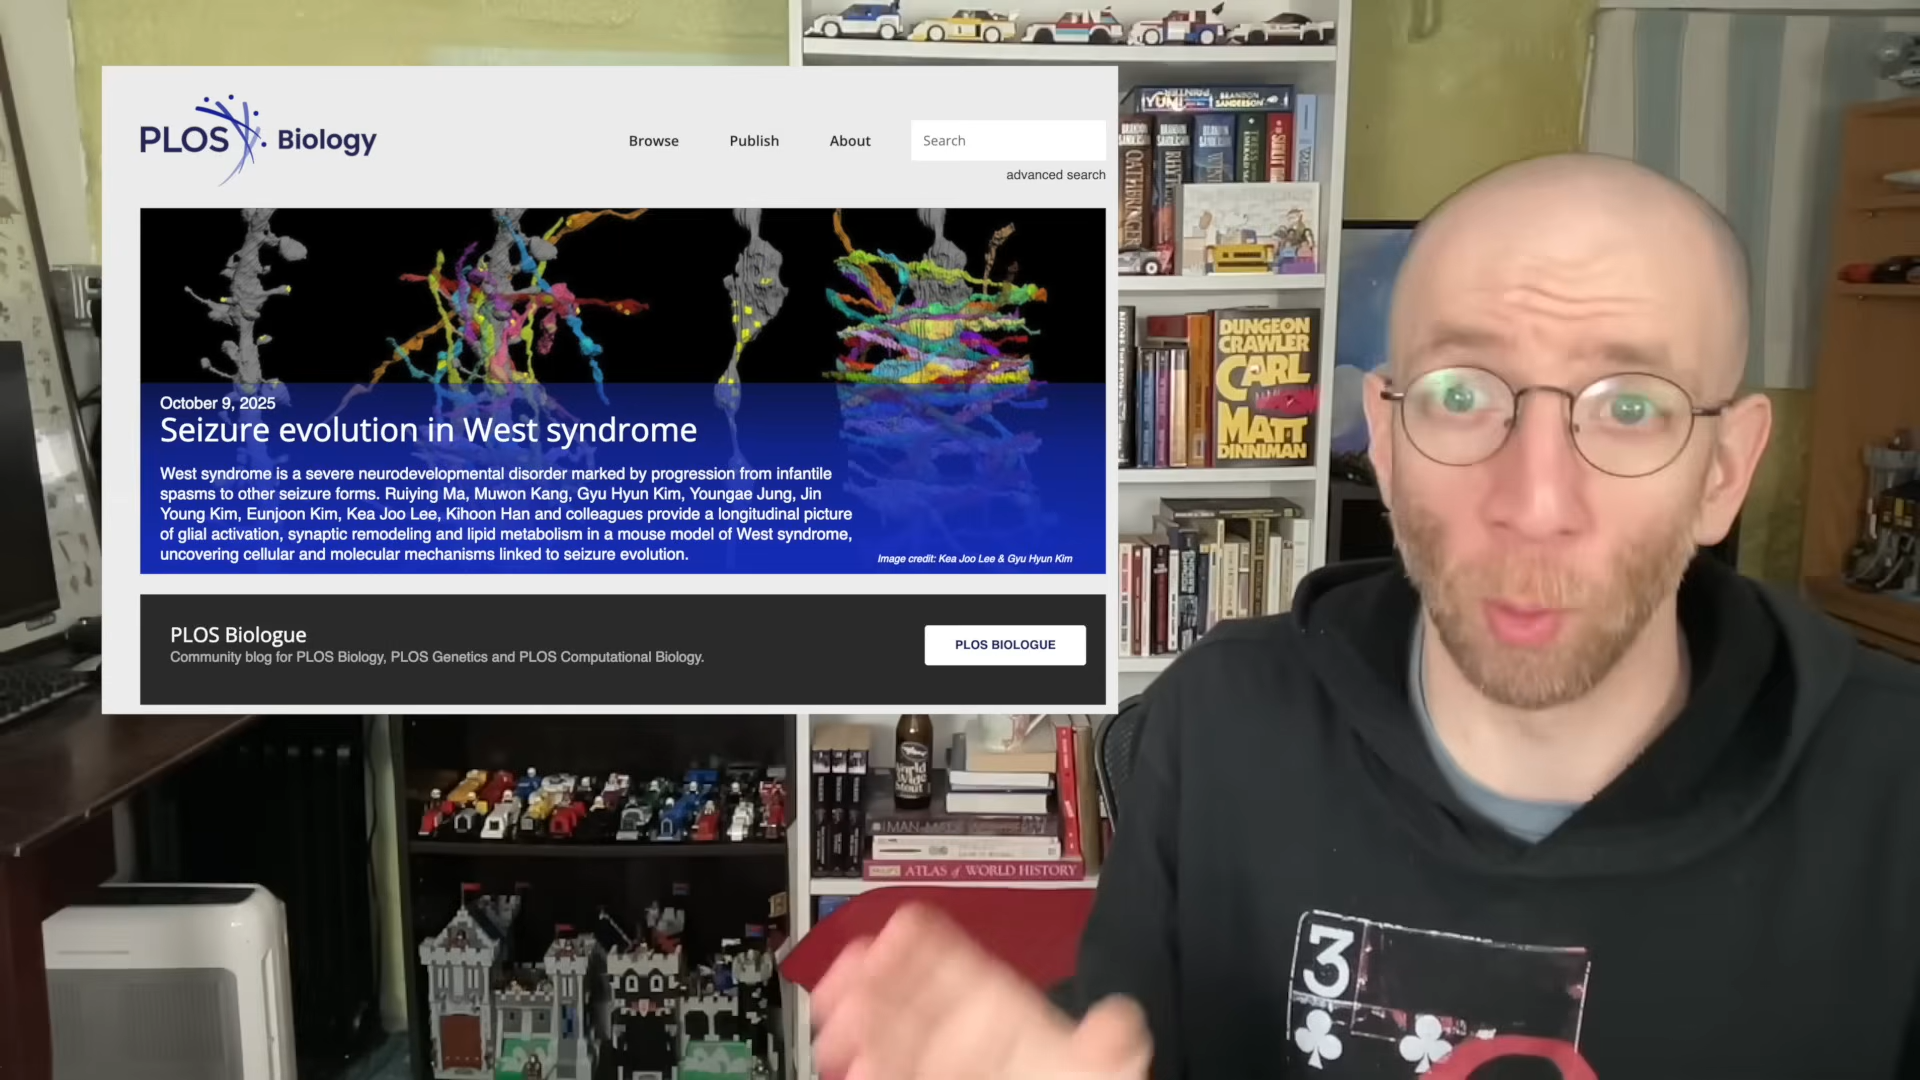 PLOS Biology
Browse
Publish
About
Search
advanced search
October 9, 2025
Seizure evolution in West syndrome
West syndrome is a severe neurodevelopmental disorder marked by progression from infantile
spasms to other seizure forms. Ruiying Ma, Muwon Kang, Gyu Hyun Kim, Youngae Jung, Jin
Young Kim, Eunjoon Kim, Kea Joo Lee, Kihoon Han and colleagues provide a longitudinal picture
of glial activation, synaptic remodeling and lipid metabolism in a mouse model of West syndrome,
uncovering cellular and molecular mechanisms linked to seizure evolution.
Image credit: Kea Joo Lee & Gyu Hyun Kim
PLOS Biologue
Community blog for PLOS Biology, PLOS Genetics and PLOS Computational Biology.
PLOS BIOLOGUE
YUMI
BRANDON
SANDERSON
DUNGEON
CRAWLER
CARL
MATT
DINNIMAN
World
Wide
Stout
ATLAS of WORLD HISTORY
3